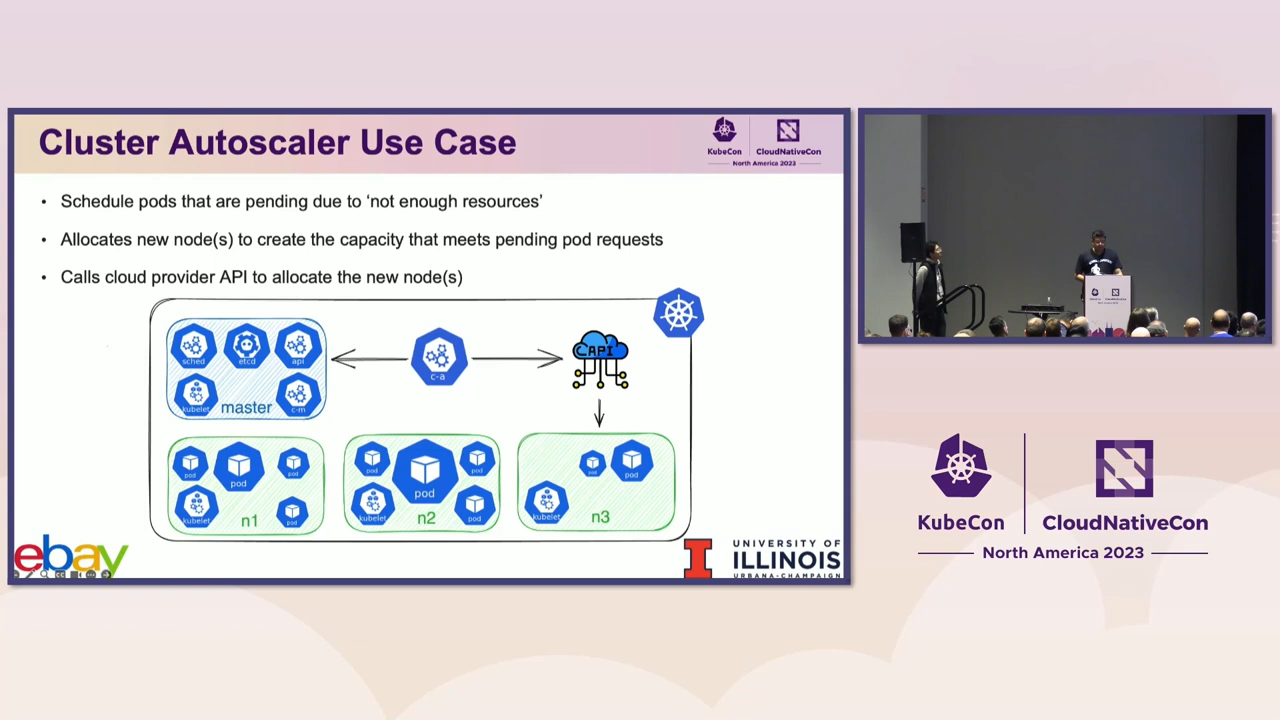 Cluster Autoscaler Use Case
KubeCon
CloudNativeCon
North America 2023
• Schedule pods that are pending due to ‘not enough resources’
• Allocates new node(s) to create the capacity that meets pending pod requests
• Calls cloud provider API to allocate the new node(s)
sched
etcd
api
kubelet
master
c-m
c-a
API
pod
pod
pod
kubelet
n1
pod
pod
pod
pod
kubelet
n2
pod
pod
pod
kubelet
n3
ebay
I
UNIVERSITY OF
ILLINOIS
URBANA-CHAMPAIGN
KubeCon
CloudNativeCon
North America 2023